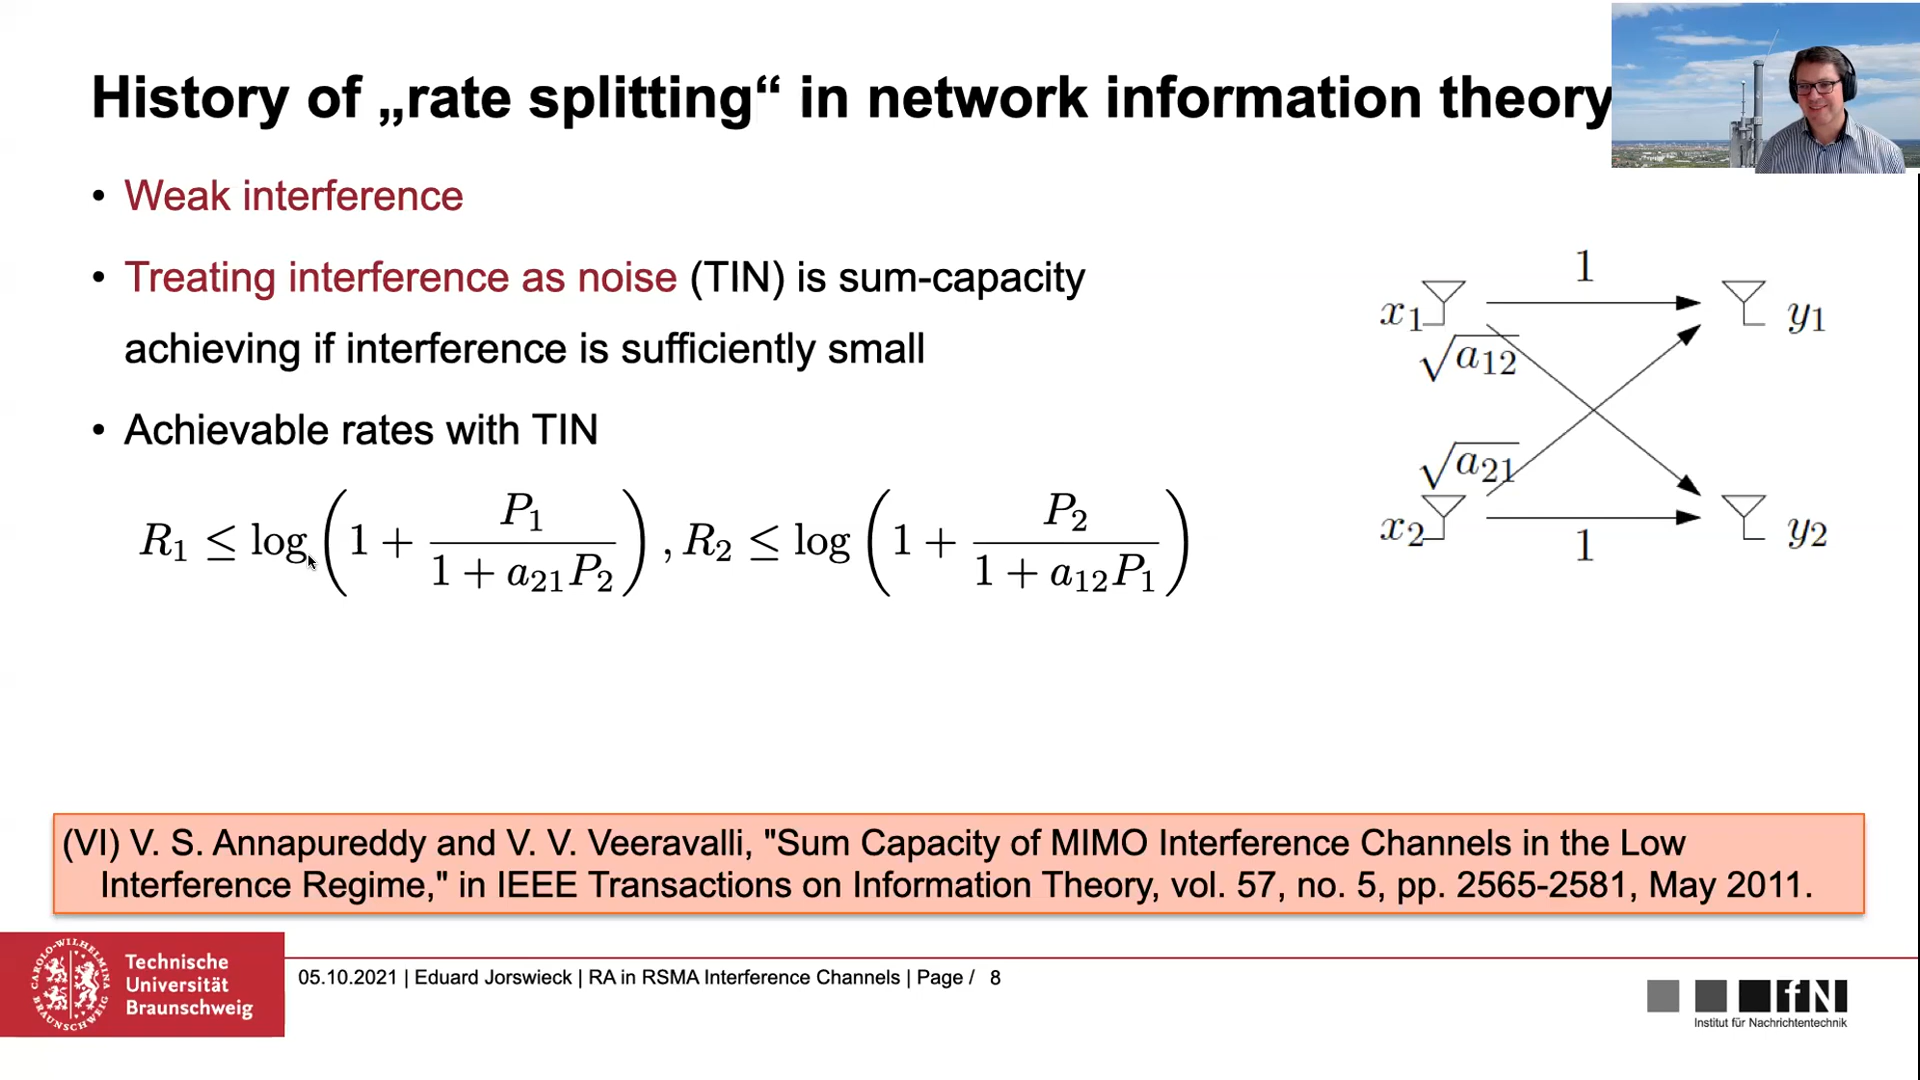 History of „rate splitting“ in network information theory
• Weak interference
• Treating interference as noise (TIN) is sum-capacity
achieving if interference is sufficiently small
• Achievable rates with TIN
R₁ ≤ log(1 + P₁/(1 + a₂₁P₂)), R₂ ≤ log(1 + P₂/(1 + a₁₂P₁))
1
x₁ y₁
√a₁₂
√a₂₁
x₂ y₂
1
(VI) V. S. Annapureddy and V. V. Veeravalli, "Sum Capacity of MIMO Interference Channels in the Low
Interference Regime," in IEEE Transactions on Information Theory, vol. 57, no. 5, pp. 2565-2581, May 2011.
CAROLO-WILHELMINA
BRAUNSCHWEIG
Technische
Universität
Braunschweig
05.10.2021 | Eduard Jorswieck | RA in RSMA Interference Channels | Page / 8
IfN
Institut für Nachrichtentechnik